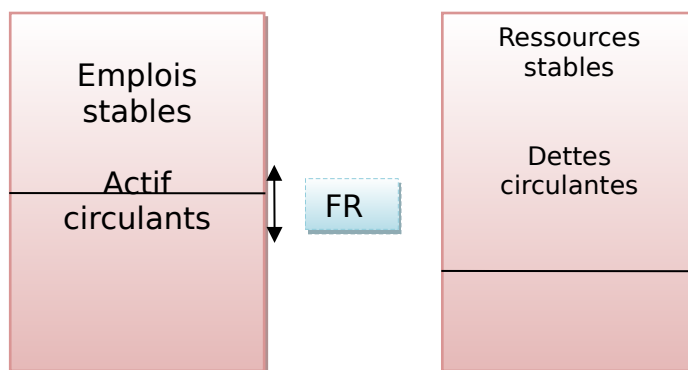 Emplois
stables
Actif
circulants
FR
Ressources
stables
Dettes
circulantes